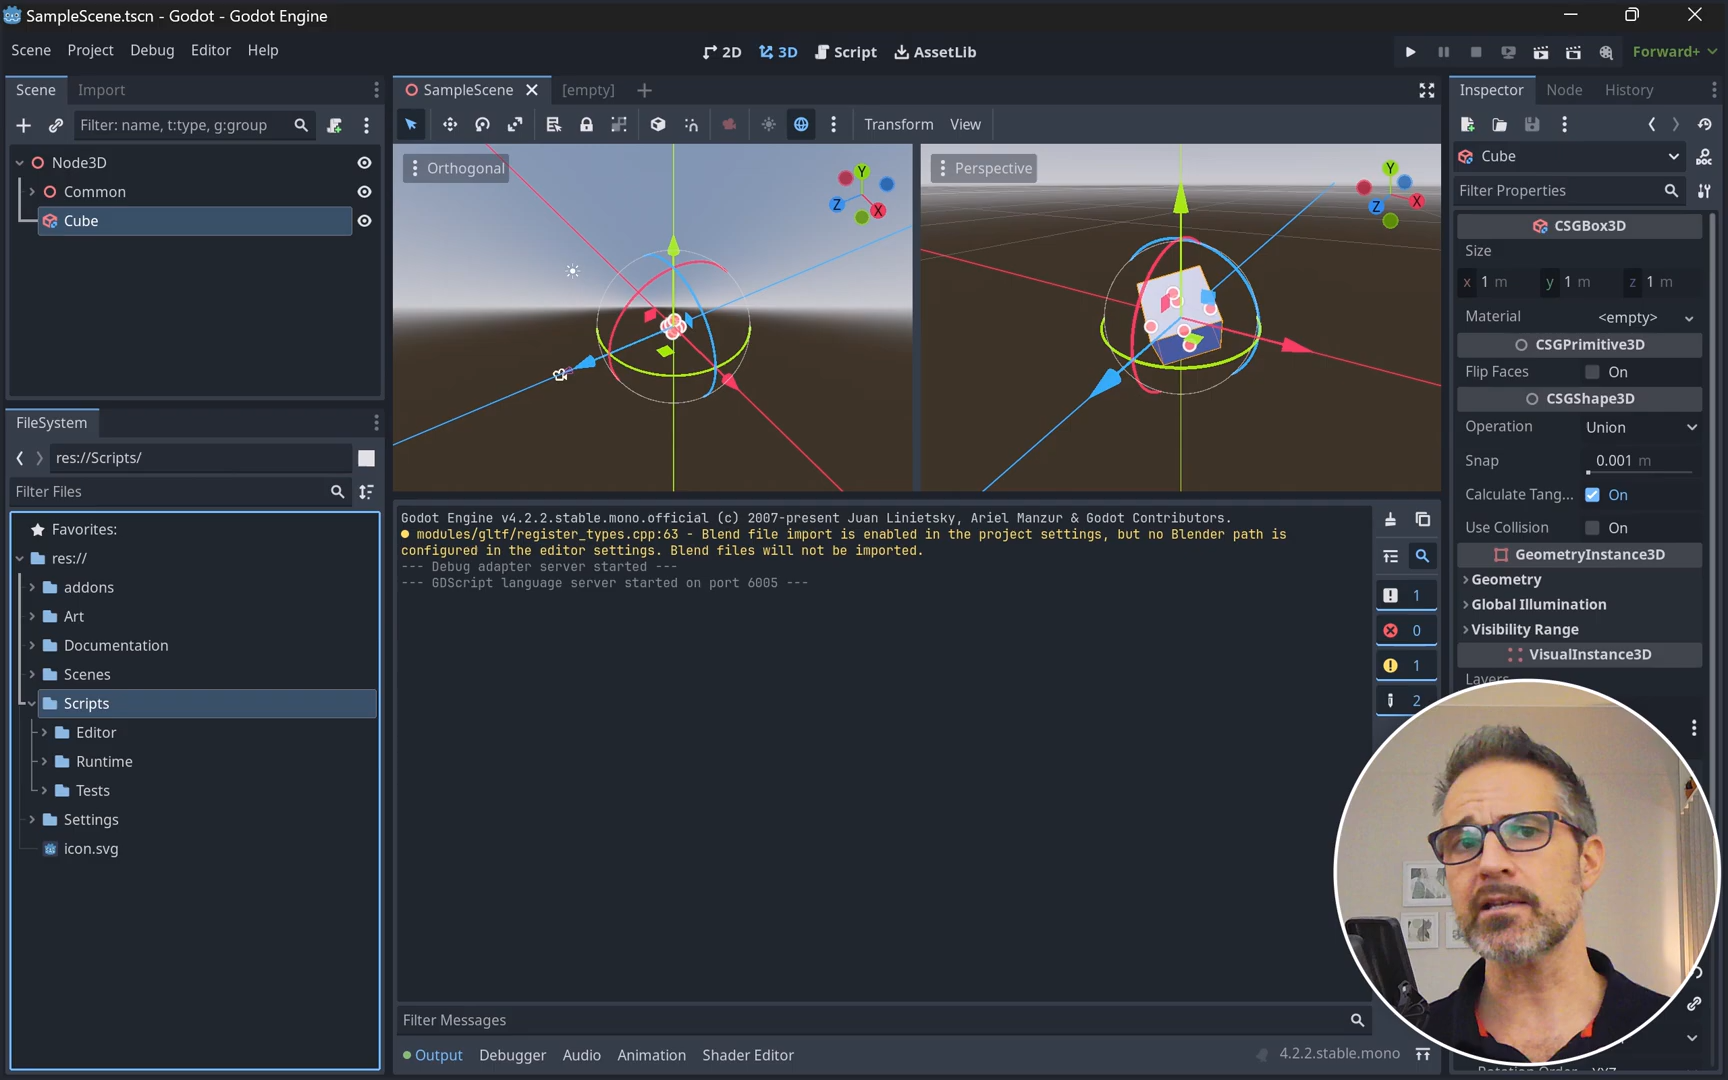 SampleScene.tscn - Godot - Godot Engine
Scene Project Debug Editor Help
2D 3D Script AssetLib
Forward+
Scene Import
SampleScene [empty]
Inspector Node History
Filter: name, t:type, g:group
Transform View
Node3D
Common
Cube
Orthogonal
Y
Z
X
Perspective
Y
Z
X
Cube
DOC
Filter Properties
CSGBox3D
Size
x 1 m y 1 m z 1 m
Material <empty>
CSGPrimitive3D
Flip Faces On
CSGShape3D
Operation Union
Snap 0.001 m
Calculate Tang... On
Use Collision On
GeometryInstance3D
Geometry
Global Illumination
Visibility Range
VisualInstance3D
Layers
FileSystem
res://Scripts/
Filter Files
Favorites:
res://
addons
Art
Documentation
Scenes
Scripts
Editor
Runtime
Tests
Settings
icon.svg
Godot Engine v4.2.2.stable.mono.official (c) 2007-present Juan Linietsky, Ariel Manzur & Godot Contributors.
modules/gltf/register_types.cpp:63 - Blend file import is enabled in the project settings, but no Blender path is
configured in the editor settings. Blend files will not be imported.
--- Debug adapter server started ---
--- GDScript language server started on port 6005 ---
1
0
1
2
Filter Messages
Output Debugger Audio Animation Shader Editor
4.2.2.stable.mono